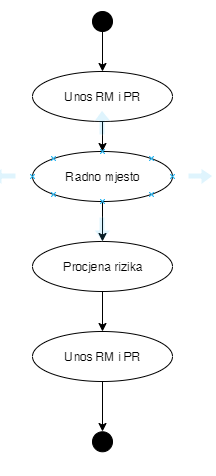 Unos RM i PR
Radno mjesto
Procjena rizika
Unos RM i PR